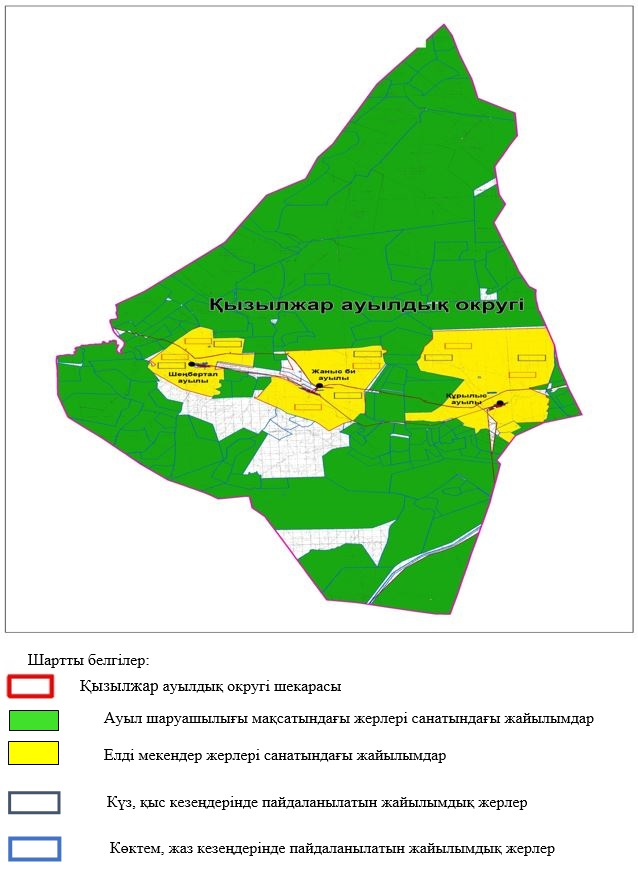 Қызылжар ауылдық округі
Шеңбертал
ауылы
Жаныс би
ауылы
Құрылыс
ауылы
Шартты белгілер:
Қызылжар ауылдық округі шекарасы
Ауыл шаруашылығы мақсатындағы жерлері санатындағы жайылымдар
Елді мекендер жерлері санатындағы жайылымдар
Күз, қыс кезеңдерінде пайдаланылатын жайылымдық жерлер
Көктем, жаз кезеңдерінде пайдаланылатын жайылымдық жерлер